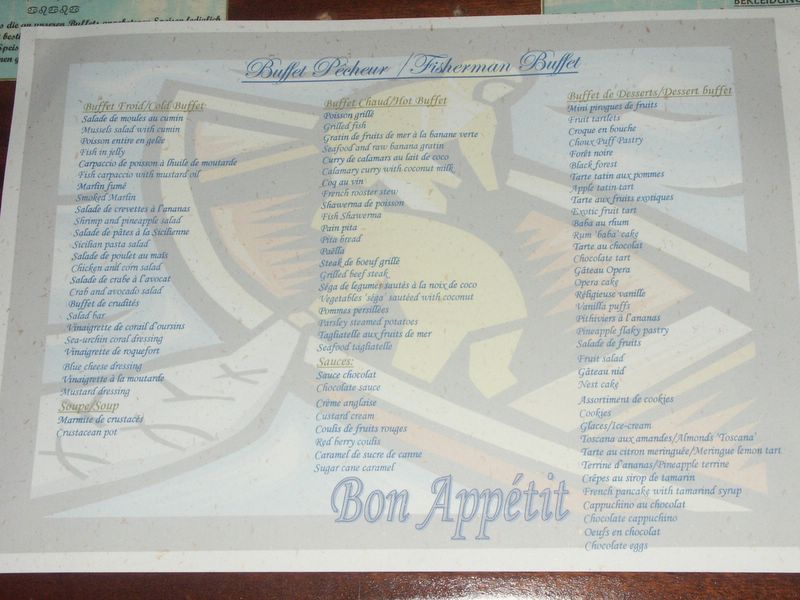 die an unseren Buffets angebotenen Speisen lediglich
BEKLEIDUN
Buffet Pêcheur / Fisherman Buffet
Buffet Froid/Cold Buffet
Salade de moules au cumin
Mussels salad with cumin
Poisson entire en gelée
Fish in jelly
Carpaccio de poisson à lhuile de moutarde
Fish carpaccio with mustard oil
Marlin fumé
Smoked Marlin
Salade de crevettes à l'ananas
Shrimp and pineapple salad
Salade de pâtes à la Sicilienne
Sicilian pasta salad
Salade de poulet au maïs
Chicken and corn salad
Salade de crabe à l'avocat
Crab and avocado salad
Buffet de crudités
Salad bar
Vinaigrette de corail d'oursins
Sea-urchin coral dressing
Vinaigrette de roquefort
Blue cheese dressing
Vinaigrette à la moutarde
Mustard dressing
Soupe/Soup
Marmite de crustacés
Crustacean pot
Buffet Chaud/Hot Buffet
Poisson grillé
Grilled fish
Gratin de fruits de mer à la banane verte
Seafood and raw banana gratin
Curry de calamars au lait de coco
Calamary curry with coconut milk
Coq au vin
French rooster stew
Shawerma de poisson
Fish Shawerma
Pain pita
Pita bread
Paëlla
Steak de boeuf grillé
Grilled beef steak
Séga de legumes sautés à la noix de coco
Vegetables 'séga' sautéed with coconut
Pommes persillées
Parsley steamed potatoes
Tagliatelle aux fruits de mer
Seafood tagliatelle
Sauces:
Sauce chocolat
Chocolate sauce
Crème anglaise
Custard cream
Coulis de fruits rouges
Red berry coulis
Caramel de sucre de canne
Sugar cane caramel
Buffet de Desserts/Dessert buffet
Mini pirogues de fruits
Fruit tartlets
Croque en bouche
Choux Puff Pastry
Forêt noire
Black forest
Tarte tatin aux pommes
Apple tatin tart
Tarte aux fruits exotiques
Exotic fruit tart
Baba au rhum
Rum 'baba' cake
Tarte au chocolat
Chocolate tart
Gâteau Opera
Opera cake
Réligieuse vanille
Vanilla puffs
Pithiviers à l'ananas
Pineapple flaky pastry
Salade de fruits
Fruit salad
Gâteau nid
Nest cake
Assortiment de cookies
Cookies
Glaces/Ice-cream
Toscana aux amandes/Almonds 'Toscana'
Tarte au citron meringuée/Meringue lemon tart
Terrine d'ananas/Pineapple terrine
Crêpes au sirop de tamarin
French pancake with tamarind syrup
Cappuchino au chocolat
Chocolate cappuchino
Oeufs en chocolat
Chocolate eggs
Bon Appétit